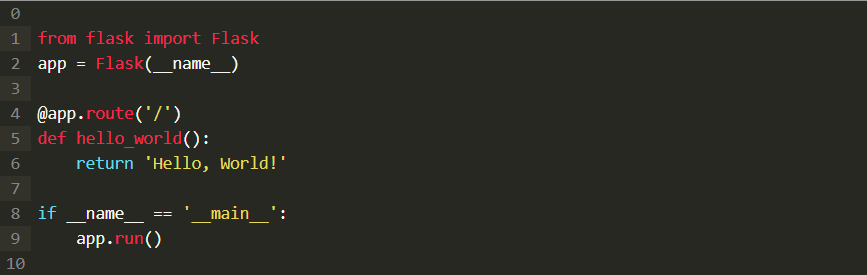 0
1 from flask import Flask
2 app = Flask(__name__)
3
4 @app.route('/')
5 def hello_world():
6     return 'Hello, World!'
7
8 if __name__ == '__main__':
9     app.run()
10